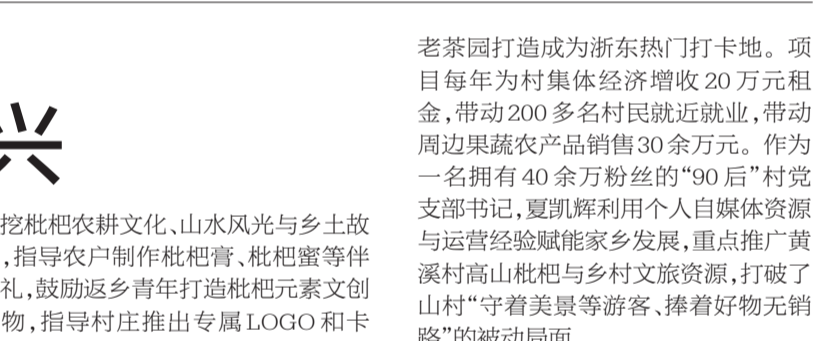 兴
挖枇杷农耕文化、山水风光与乡土故
,指导农户制作枇杷膏、枇杷蜜等伴
礼,鼓励返乡青年打造枇杷元素文创
物,指导村庄推出专属LOGO和卡
老茶园打造成为浙东热门打卡地。项
目每年为村集体经济增收20万元租
金,带动200多名村民就近就业,带动
周边果蔬农产品销售30余万元。作为
一名拥有40余万粉丝的“90后”村党
支部书记,夏凯辉利用个人自媒体资源
与运营经验赋能家乡发展,重点推广黄
溪村高山枇杷与乡村文旅资源,打破了
山村“守着美景等游客、捧着好物无销
路”的被动局面